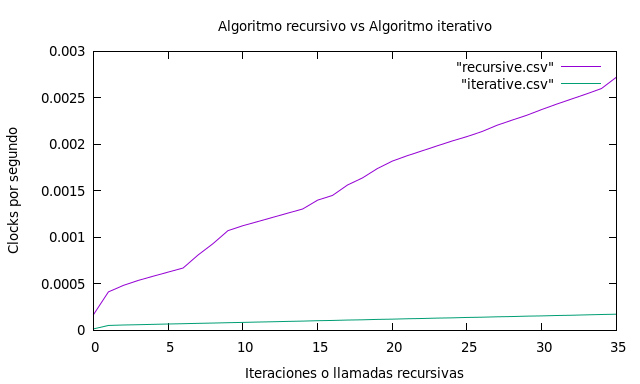 Algoritmo recursivo vs Algoritmo iterativo
0.003
"recursive.csv"
"iterative.csv"
0.0025
0.002
0.0015
0.001
0.0005
0
Clocks por segundo
0 5 10 15 20 25 30 35
Iteraciones o llamadas recursivas